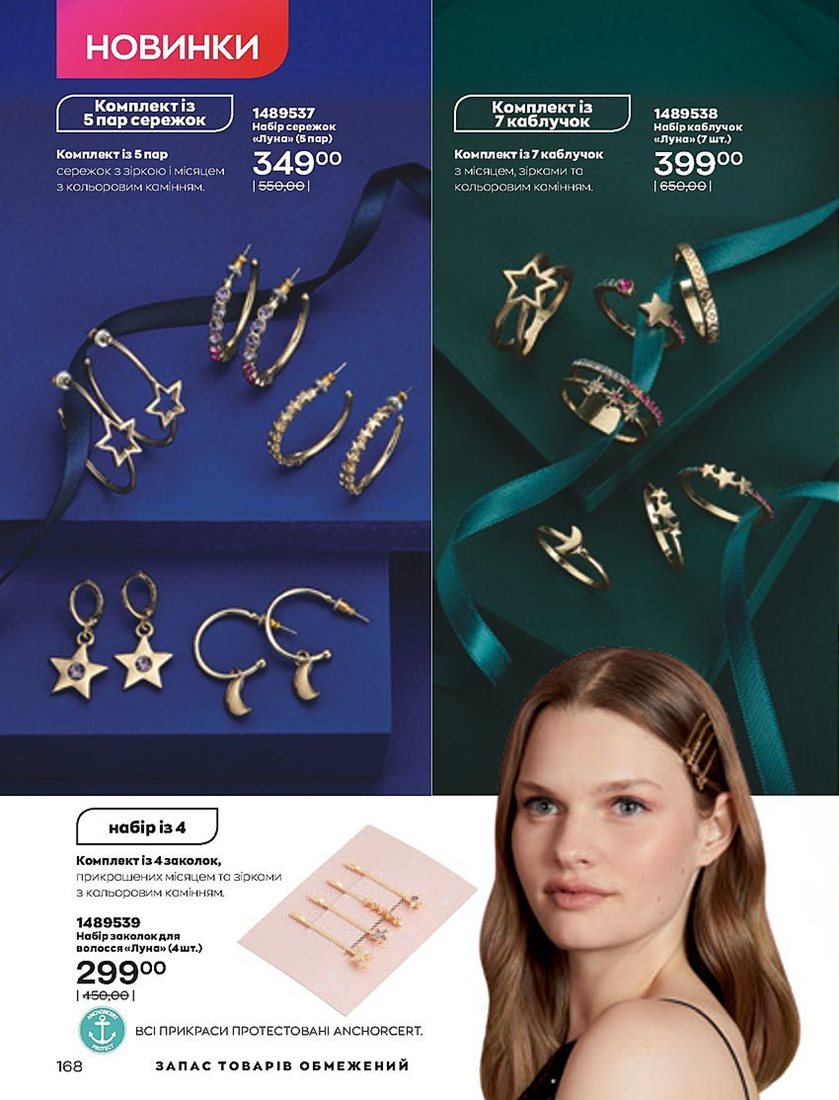 НОВИНКИ
Комплект із
5 пар сережок
1489537
Набір сережок
«Луна» (5 пар)
349⁰⁰
|550,00|
Комплект із 5 пар
сережок з зіркою і місяцем
з кольоровим камінням.
Комплект із
7 каблучок
1489538
Набір каблучок
«Луна» (7 шт.)
399⁰⁰
|650,00|
Комплект із 7 каблучок
з місяцем, зірками та
кольоровим камінням.
набір із 4
Комплект із 4 заколок,
прикрашених місяцем та зірками
з кольоровим камінням.
1489539
Набір заколок для
волосся «Луна» (4шт.)
299⁰⁰
|450,00|
ANCHORCERT
PROTECT
ВСІ ПРИКРАСИ ПРОТЕСТОВАНІ ANCHORCERT.
168
ЗАПАС ТОВАРІВ ОБМЕЖЕНИЙ